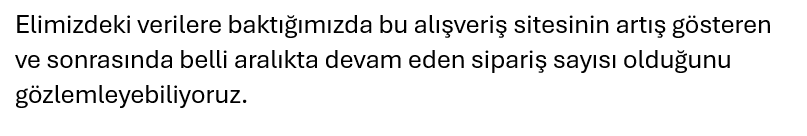 Elimizdeki verilere baktığımızda bu alışveriş sitesinin artış gösteren
ve sonrasında belli aralıkta devam eden sipariş sayısı olduğunu
gözlemleyebiliyoruz.